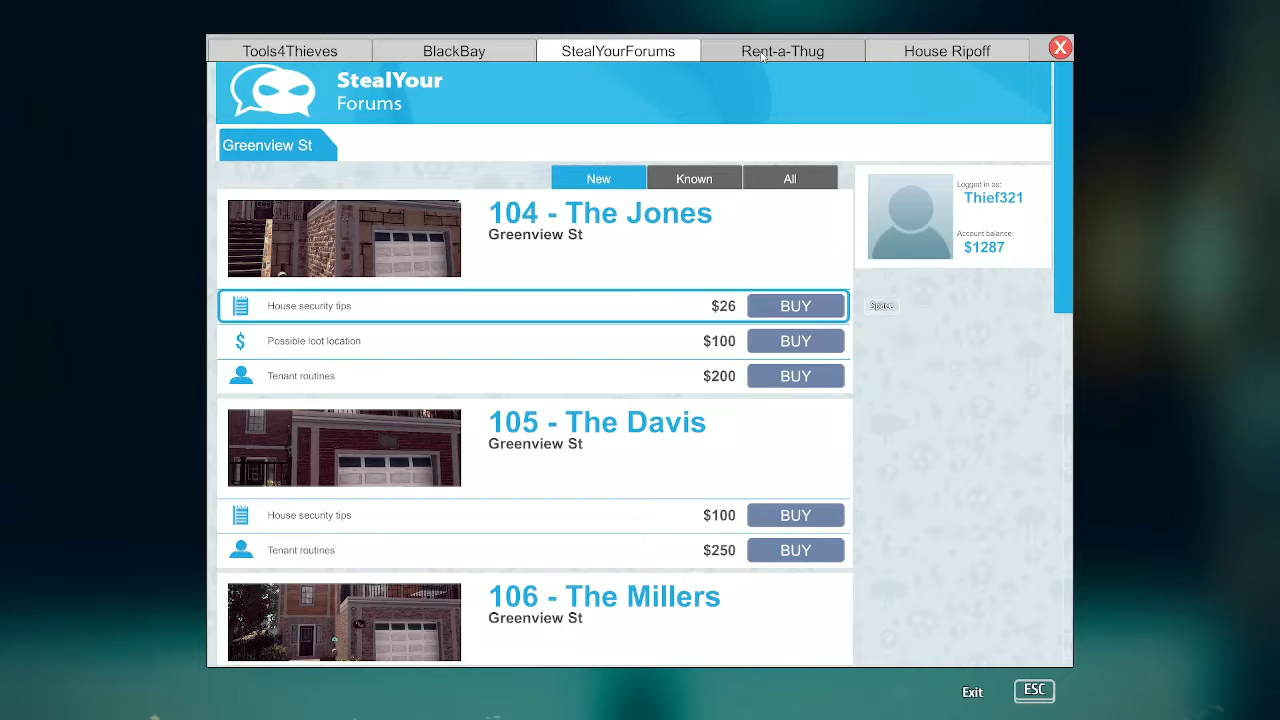 Tools4Thieves
BlackBay
StealYourForums
Rent-a-Thug
House Ripoff
X
StealYour
Forums
Greenview St
New
Known
All
Logged in as:
Thief321
Account balance:
$1287
104 - The Jones
Greenview St
House security tips
$26
BUY
Space
Possible loot location
$100
BUY
Tenant routines
$200
BUY
105 - The Davis
Greenview St
House security tips
$100
BUY
Tenant routines
$250
BUY
106 - The Millers
Greenview St
Exit
ESC